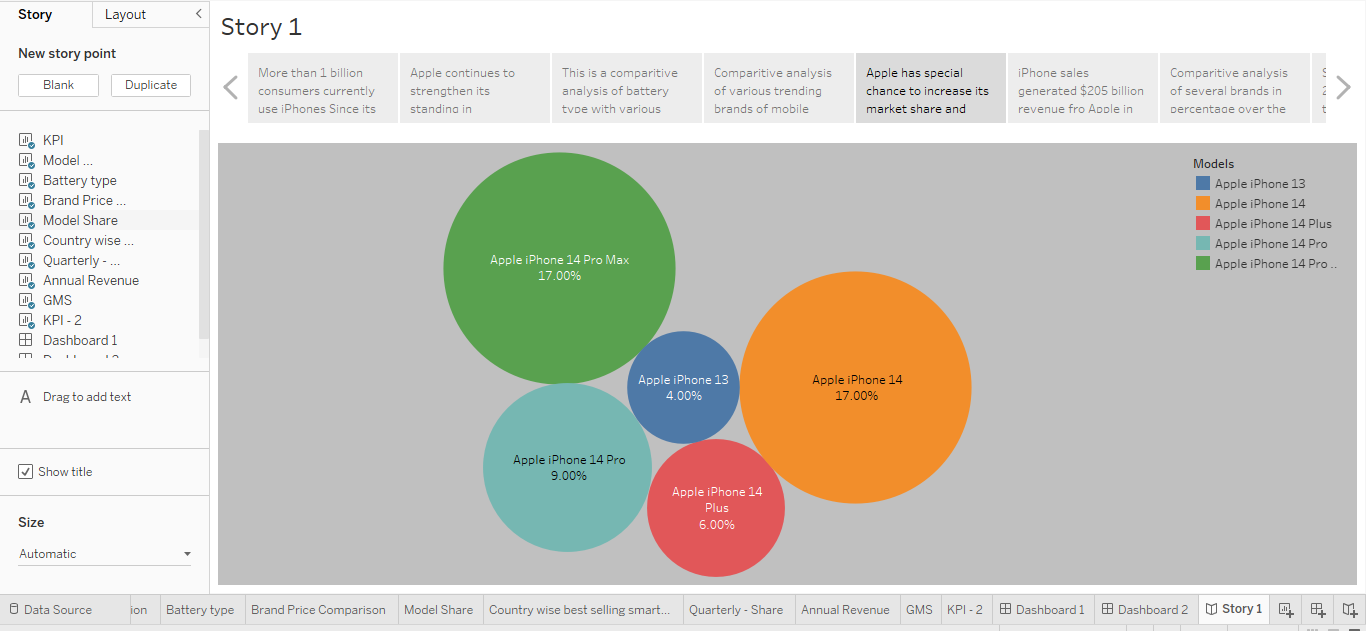 Story
Layout
New story point
Blank
Duplicate
KPI
Model ...
Battery type
Brand Price ...
Model Share
Country wise ...
Quarterly - ...
Annual Revenue
GMS
KPI - 2
Dashboard 1
A Drag to add text
Show title
Size
Automatic
Story 1
More than 1 billion
consumers currently
use iPhones Since its
Apple continues to
strengthen its
standing in
This is a comparitive
analysis of battery
type with various
Comparitive analysis
of various trending
brands of mobile
Apple has special
chance to increase its
market share and
iPhone sales
generated $205 billion
revenue fro Apple in
Comparitive analysis
of several brands in
percentage over the
Apple iPhone 14 Pro Max
17.00%
Apple iPhone 13
4.00%
Apple iPhone 14
17.00%
Apple iPhone 14 Pro
9.00%
Apple iPhone 14
Plus
6.00%
Models
Apple iPhone 13
Apple iPhone 14
Apple iPhone 14 Plus
Apple iPhone 14 Pro
Apple iPhone 14 Pro ..
Data Source
ion
Battery type
Brand Price Comparison
Model Share
Country wise best selling smart...
Quarterly - Share
Annual Revenue
GMS
KPI - 2
Dashboard 1
Dashboard 2
Story 1